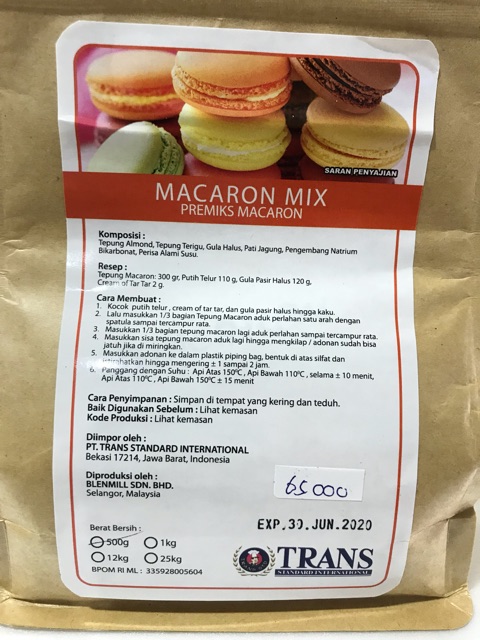 SARAN PENYAJIAN
MACARON MIX
PREMIKS MACARON
Komposisi :
Tepung Almond, Tepung Terigu, Gula Halus, Pati Jagung, Pengembang Natrium
Bikarbonat, Perisa Alami Susu.
Resep :
Tepung Macaron: 300 gr, Putih Telur 110 g, Gula Pasir Halus 120 g,
Cream of Tar Tar 2 g.
Cara Membuat :
1. Kocok putih telur , cream of tar tar, dan gula pasir halus hingga kaku.
2. Lalu masukkan 1/3 bagian Tepung Macaron aduk perlahan satu arah dengan
spatula sampai tercampur rata.
3. Masukkan 1/3 bagian tepung macaron lagi aduk perlahan sampai tercampur rata.
4. Masukkan sisa tepung macaron aduk lagi hingga mengkilap / adonan sudah bisa
jatuh jika di miringkan.
5. Masukkan adonan ke dalam plastik piping bag, bentuk di atas silfat dan
istirahatkan hingga mengering ± 1 sampai 2 jam.
6. Panggang dengan Suhu : Api Atas 150°C , Api Bawah 110°C , selama ± 10 menit,
Api Atas 110°C , Api Bawah 150°C ± 15 menit
Cara Penyimpanan : Simpan di tempat yang kering dan teduh.
Baik Digunakan Sebelum : Lihat kemasan
Kode Produksi : Lihat kemasan
Diimpor oleh :
PT. TRANS STANDARD INTERNATIONAL
Bekasi 17214, Jawa Barat, Indonesia
Diproduksi oleh :
BLENMILL SDN. BHD.
Selangor, Malaysia
65 000
EXP.30.JUN.2020
Berat Bersih :
500g 1kg
12kg 25kg
BPOM RI ML : 335928005604
TRANS
STANDARD INTERNATIONAL